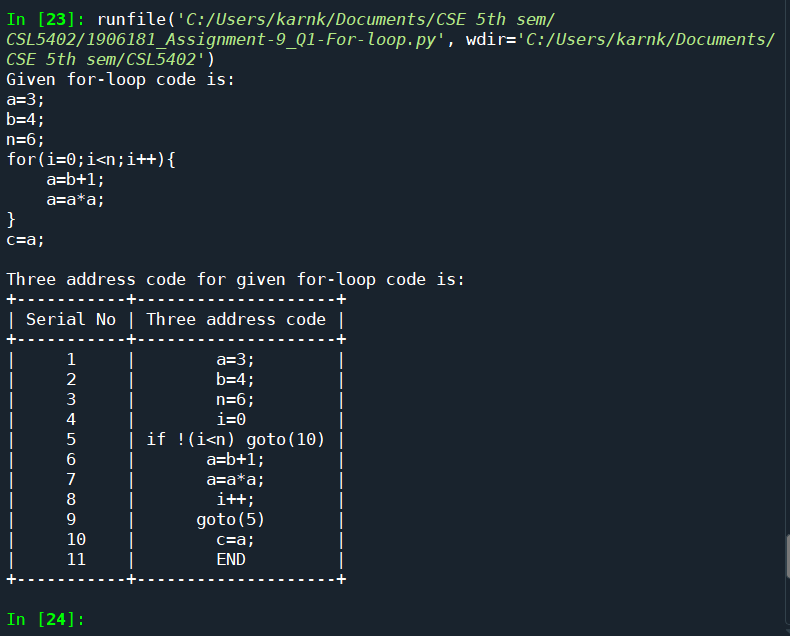 In [23]: runfile('C:/Users/karnk/Documents/CSE 5th sem/
CSL5402/1906181_Assignment-9_Q1-For-loop.py', wdir='C:/Users/karnk/Documents/
CSE 5th sem/CSL5402')
Given for-loop code is:
a=3;
b=4;
n=6;
for(i=0;i<n;i++){
    a=b+1;
    a=a*a;
}
c=a;

Three address code for given for-loop code is:
+-----------+--------------------+
| Serial No | Three address code |
+-----------+--------------------+
|     1     |        a=3;        |
|     2     |        b=4;        |
|     3     |        n=6;        |
|     4     |        i=0         |
|     5     | if !(i<n) goto(10) |
|     6     |       a=b+1;       |
|     7     |       a=a*a;       |
|     8     |        i++;        |
|     9     |      goto(5)       |
|     10    |        c=a;        |
|     11    |        END         |
+-----------+--------------------+

In [24]: